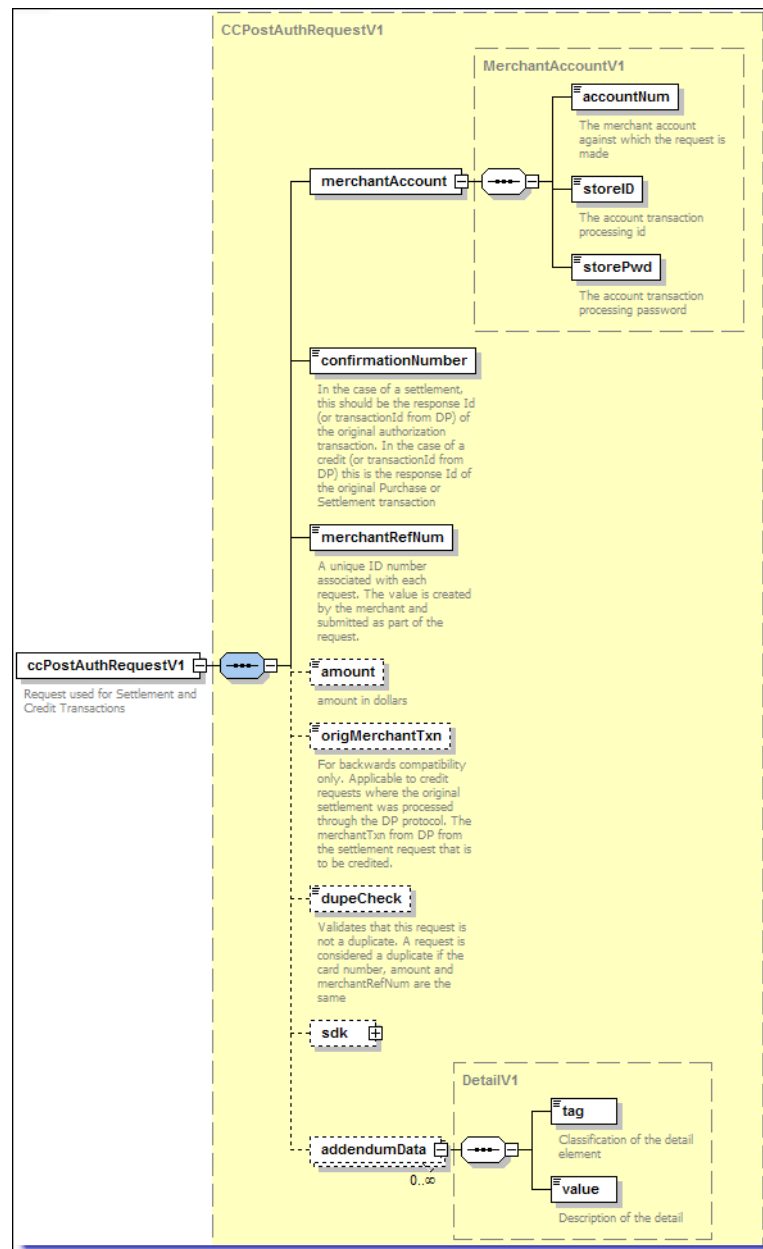 CCPostAuthRequestV1
MerchantAccountV1
accountNum
The merchant account
against which the request is
made
merchantAccount
storeID
The account transaction
processing id
storePwd
The account transaction
processing password
confirmationNumber
In the case of a settlement,
this should be the response Id
(or transactionId from DP) of
the original authorization
transaction. In the case of a
credit (or transactionId from
DP) this is the response Id of
the original Purchase or
Settlement transaction
merchantRefNum
A unique ID number
associated with each
request. The value is created
by the merchant and
submitted as part of the
request.
ccPostAuthRequestV1
Request used for Settlement and
Credit Transactions
amount
amount in dollars
origMerchantTxn
For backwards compatibility
only. Applicable to credit
requests where the original
settlement was processed
through the DP protocol. The
merchantTxn from DP from
the settlement request that is
to be credited.
dupeCheck
Validates that this request is
not a duplicate. A request is
considered a duplicate if the
card number, amount and
merchantRefNum are the
same
sdk
DetailV1
tag
Classification of the detail
element
addendumData
0..∞
value
Description of the detail